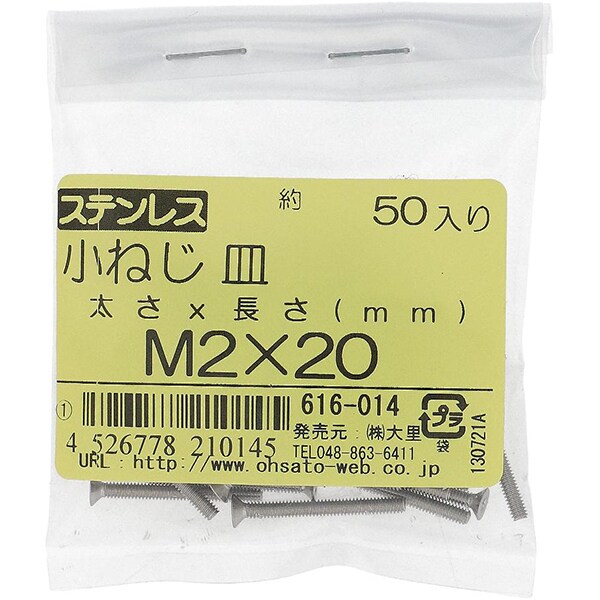 ステンレス 約 50入り
小ねじ 皿
太さx長さ(mm)
M2×20
① 616-014 プラ
発売元:㈱大里 袋
4 526778 210145 TEL048-863-6411
URL:http://www.ohsato-web.co.jp
130721A